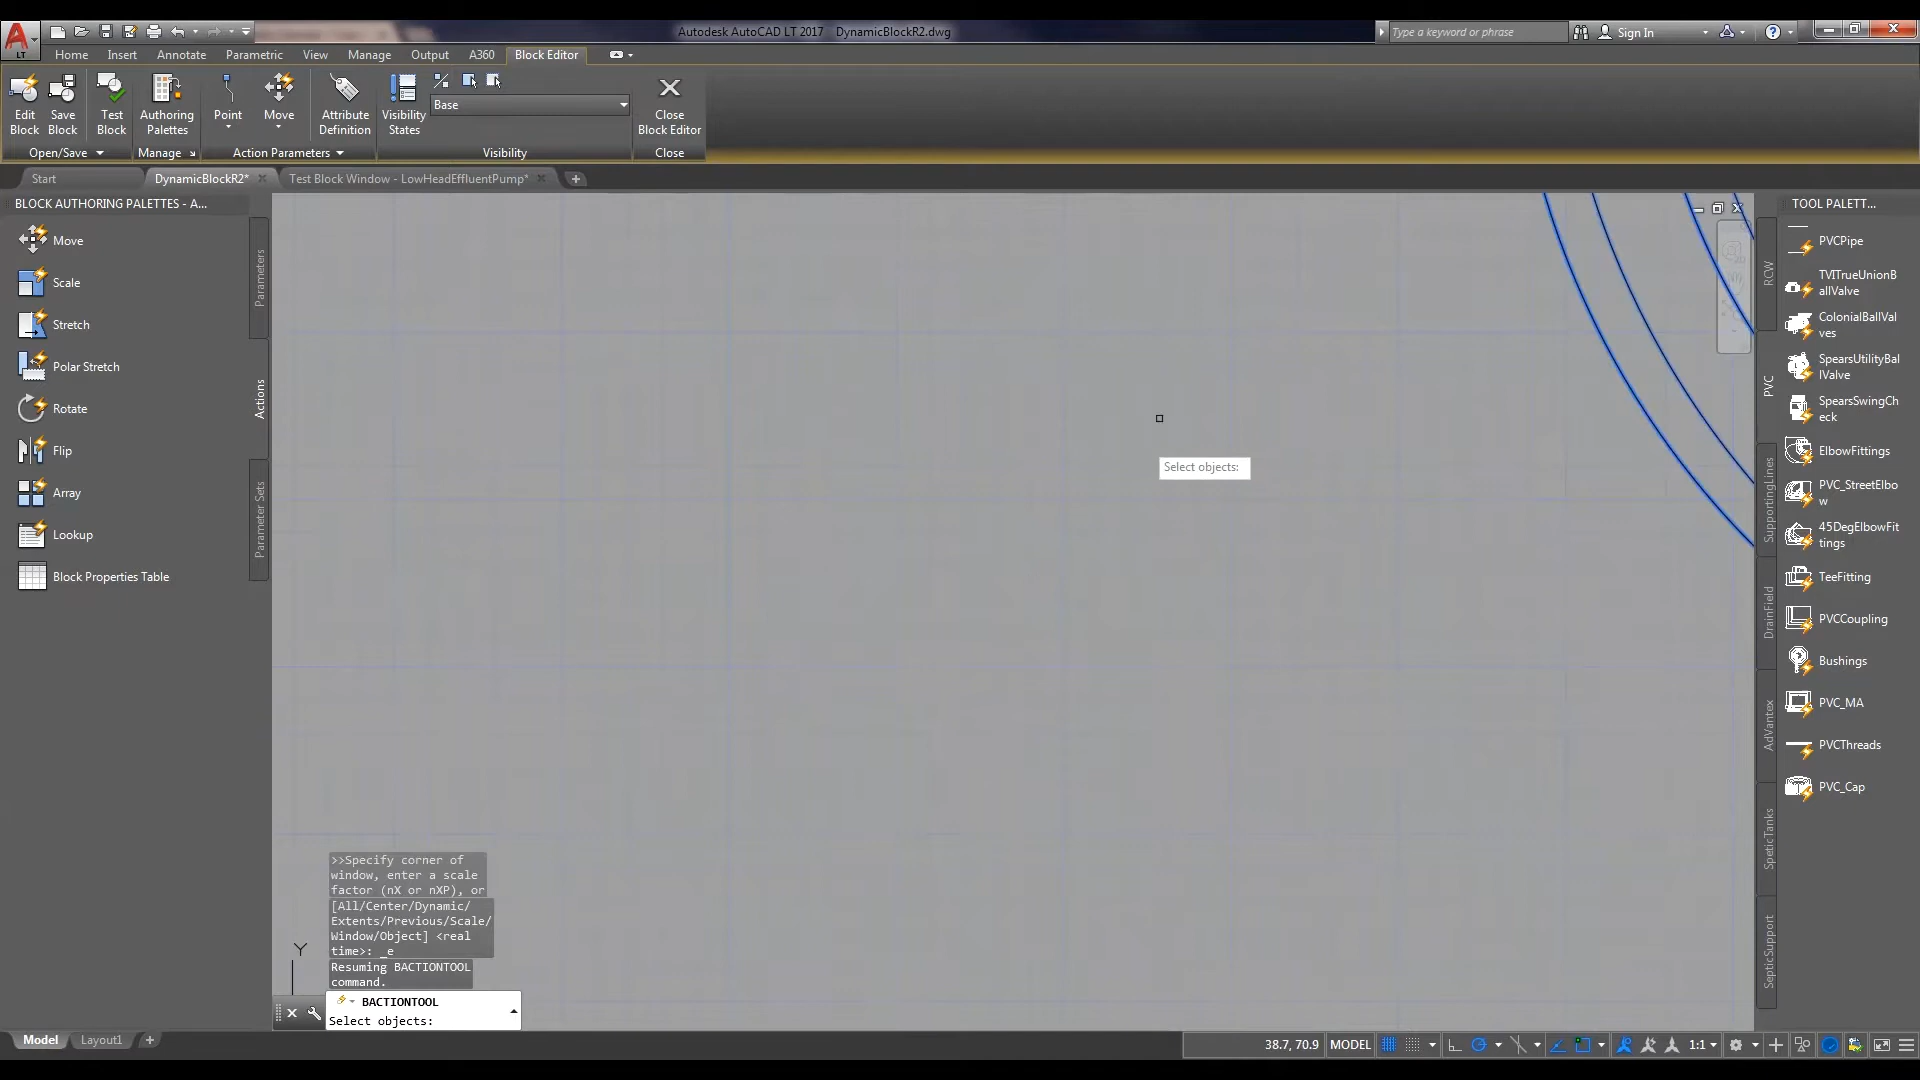 Autodesk AutoCAD LT 2017   DynamicBlockR2.dwg
Type a keyword or phrase
Sign In
LT
Home
Insert
Annotate
Parametric
View
Manage
Output
A360
Block Editor
Edit
Block
Save
Block
Test
Block
Authoring
Palettes
Point
Move
Attribute
Definition
Visibility
States
Base
Close
Block Editor
Open/Save
Manage
Action Parameters
Visibility
Close
Start
DynamicBlockR2*
Test Block Window - LowHeadEffluentPump*
BLOCK AUTHORING PALETTES - A...
Move
Scale
Stretch
Polar Stretch
Rotate
Flip
Array
Lookup
Block Properties Table
Parameters
Actions
Parameter Sets
Select objects:
>>Specify corner of
window, enter a scale
factor (nX or nXP), or
[All/Center/Dynamic/
Extents/Previous/Scale/
Window/Object] <real
time>: _e
Resuming BACTIONTOOL
command.
BACTIONTOOL
Select objects:
Y
TOOL PALETT...
RCW
PVC
SupportingLines
DrainField
AdVantex
SpeticTanks
SepticSupport
PVCPipe
TVITrueUnionB
allValve
ColonialBallVal
ves
SpearsUtilityBal
lValve
SpearsSwingCh
eck
ElbowFittings
PVC_StreetElbo
w
45DegElbowFit
tings
TeeFitting
PVCCoupling
Bushings
PVC_MA
PVCThreads
PVC_Cap
Model
Layout1
38.7, 70.9
MODEL
1:1